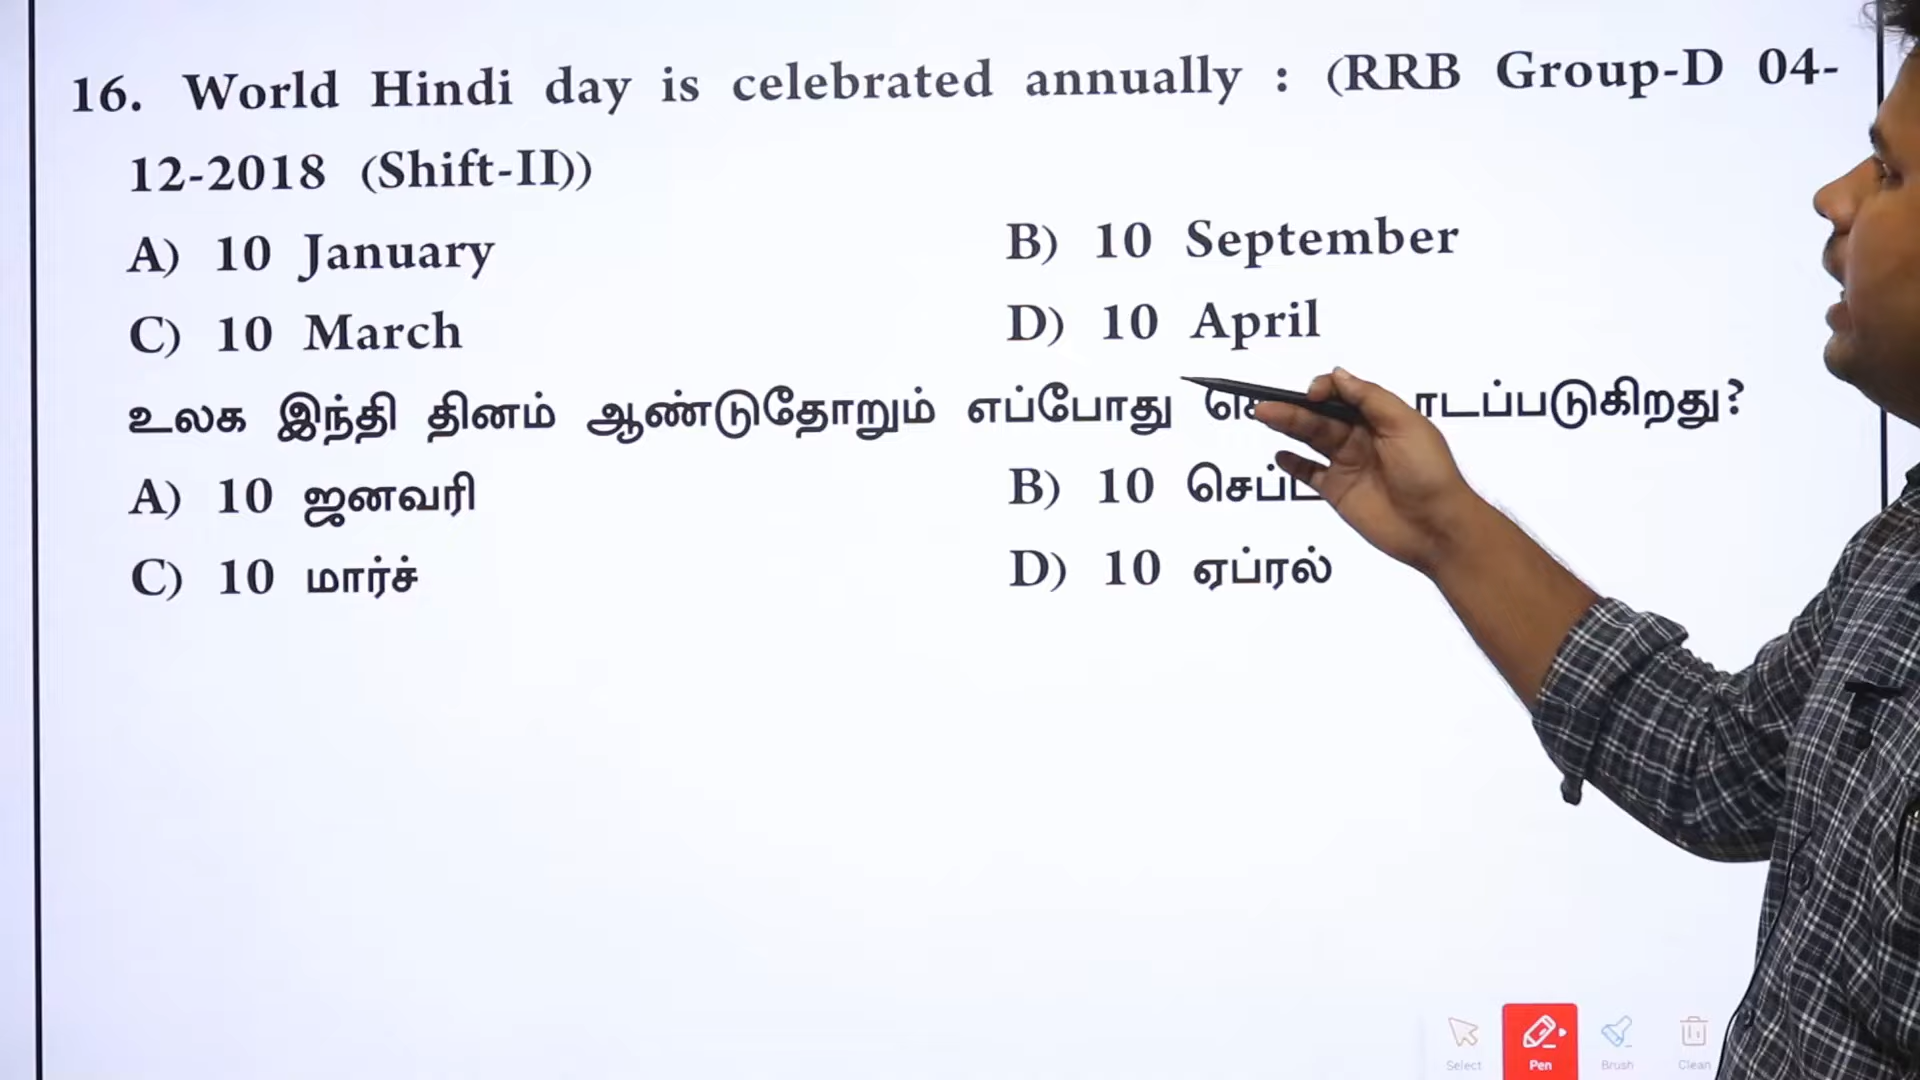 16. World Hindi day is celebrated annually : (RRB Group-D 04-
12-2018 (Shift-II))
A) 10 January B) 10 September
C) 10 March D) 10 April
உலக இந்தி தினம் ஆண்டுதோறும் எப்போது
A) 10 ஜனவரி B) 10
C) 10 மார்ச் D) 10 ஏப்ரல்
Select Pen Brush Clean